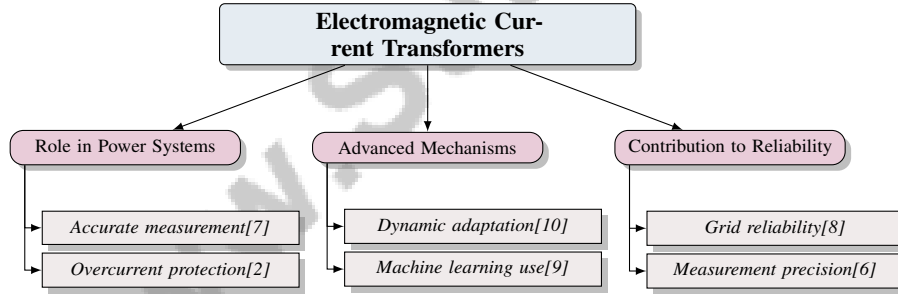 Electromagnetic Cur-
rent Transformers
Role in Power Systems
Advanced Mechanisms
Contribution to Reliability
Accurate measurement[7]
Dynamic adaptation[10]
Grid reliability[8]
Overcurrent protection[2]
Machine learning use[9]
Measurement precision[6]